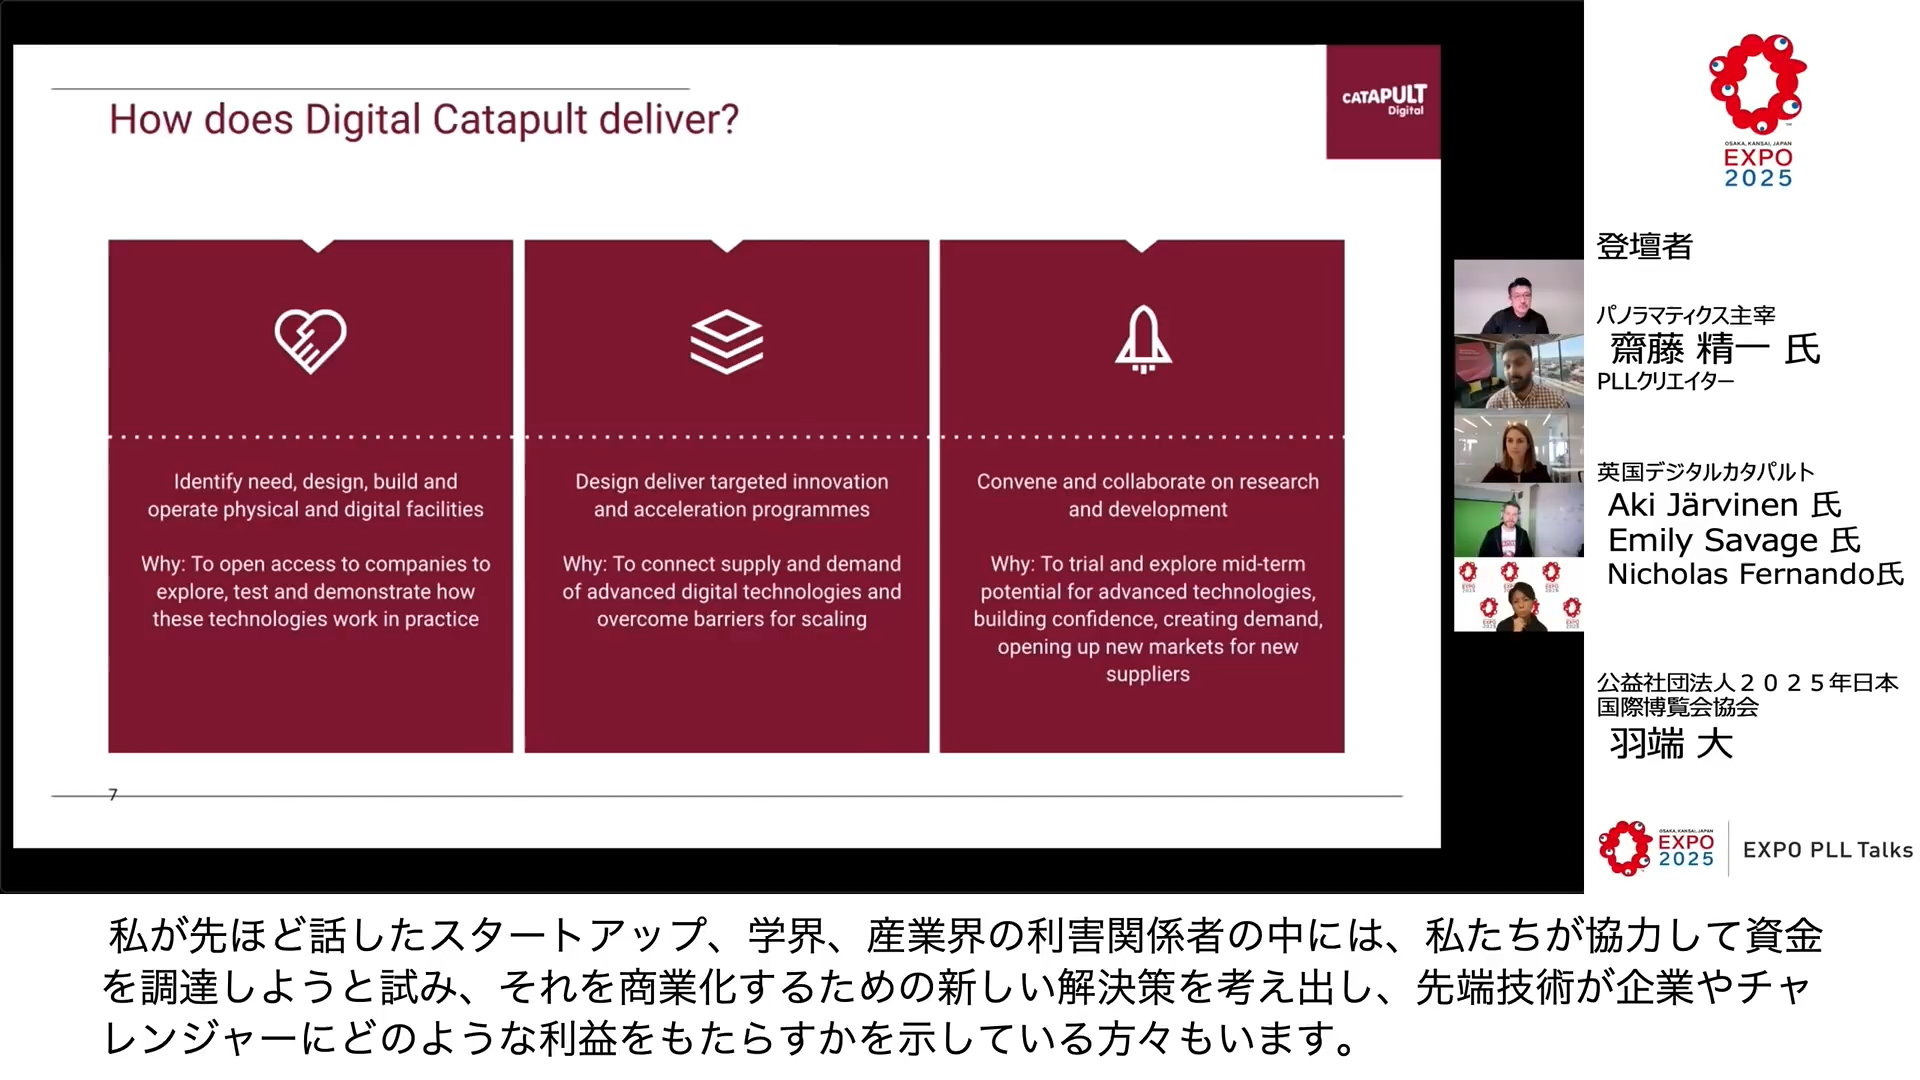 How does Digital Catapult deliver?
CATAPULT
Digital
Identify need, design, build and
operate physical and digital facilities
Why: To open access to companies to
explore, test and demonstrate how
these technologies work in practice
Design deliver targeted innovation
and acceleration programmes
Why: To connect supply and demand
of advanced digital technologies and
overcome barriers for scaling
Convene and collaborate on research
and development
Why: To trial and explore mid-term
potential for advanced technologies,
building confidence, creating demand,
opening up new markets for new
suppliers
7
OSAKA, KANSAI, JAPAN
EXPO
2025
登壇者
パノラマティクス主宰
齋藤 精一 氏
PLLクリエイター
英国デジタルカタパルト
Aki Järvinen 氏
Emily Savage 氏
Nicholas Fernando氏
公益社団法人２０２５年日本
国際博覧会協会
羽端 大
OSAKA, KANSAI, JAPAN
EXPO
2025
EXPO PLL Talks
私が先ほど話したスタートアップ、学界、産業界の利害関係者の中には、私たちが協力して資金
を調達しようと試み、それを商業化するための新しい解決策を考え出し、先端技術が企業やチャ
レンジャーにどのような利益をもたらすかを示している方々もいます。